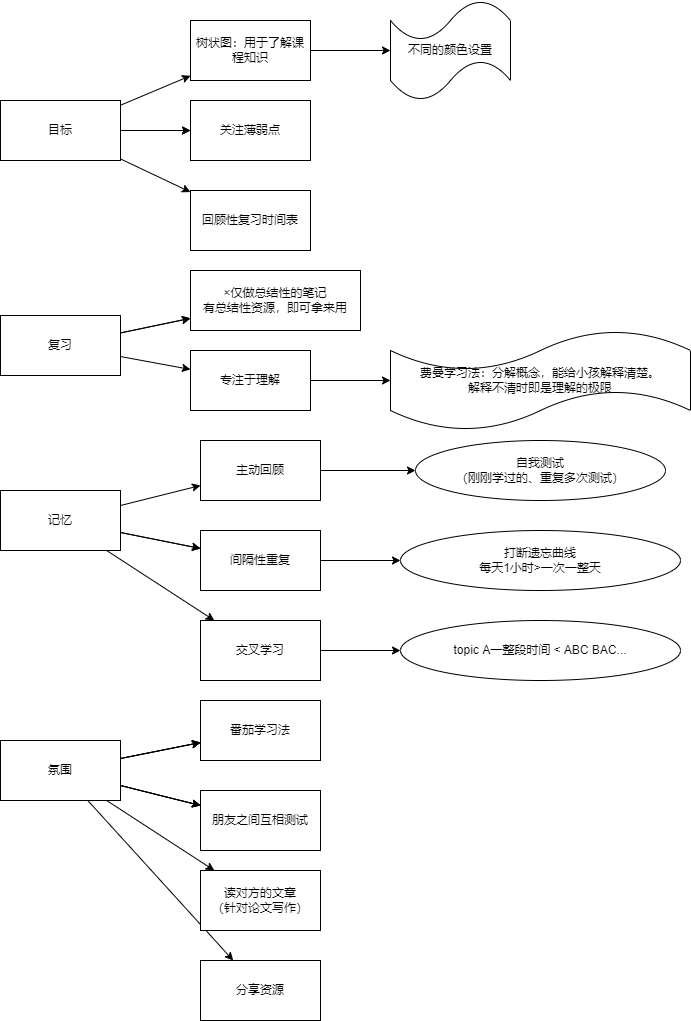 目标
树状图：用于了解课
程知识
不同的颜色设置
关注薄弱点
回顾性复习时间表
复习
×仅做总结性的笔记
有总结性资源，即可拿来用
专注于理解
费曼学习法：分解概念，能给小孩解释清楚。
解释不清时即是理解的极限
记忆
主动回顾
自我测试
（刚刚学过的、重复多次测试）
间隔性重复
打断遗忘曲线
每天1小时>一次一整天
交叉学习
topic A一整段时间 < ABC BAC...
氛围
番茄学习法
朋友之间互相测试
读对方的文章
（针对论文写作）
分享资源